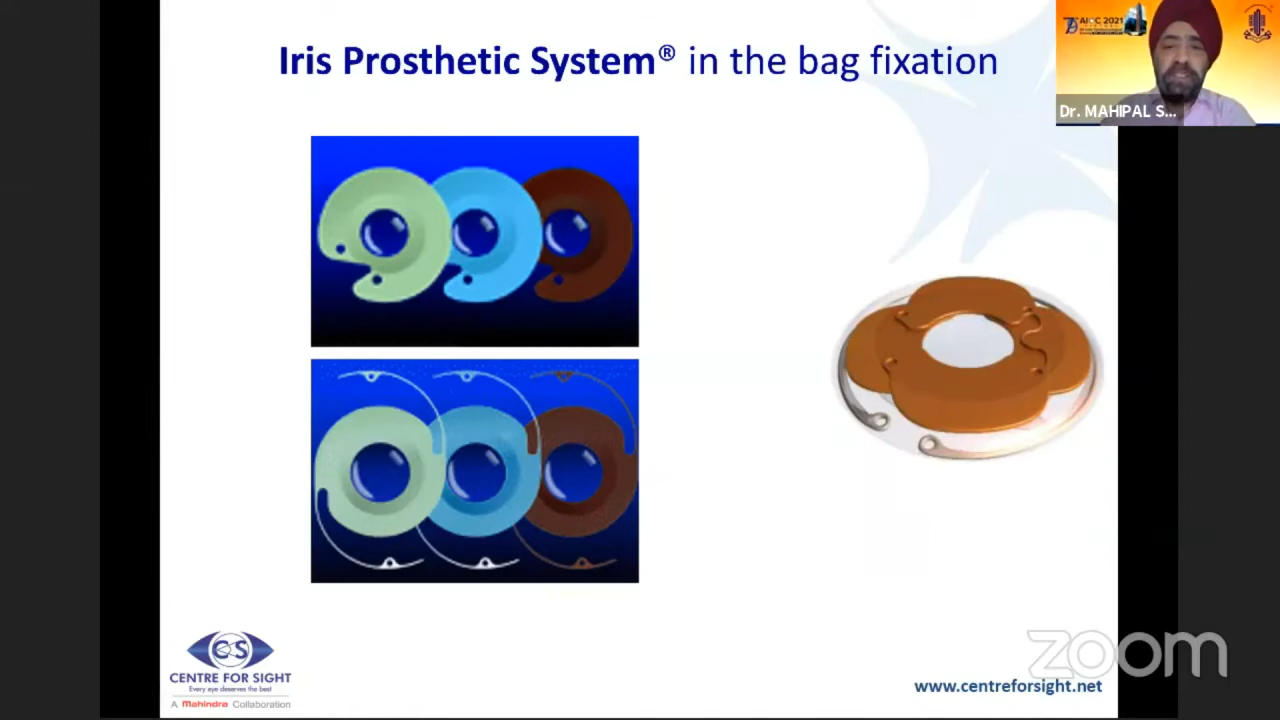 Iris Prosthetic System® in the bag fixation
AIOC 2021
Dr. MAHIPAL S...
CS
CENTRE FOR SIGHT
Every eye deserves the best
A Mahindra Collaboration
www.centreforsight.net
zoom